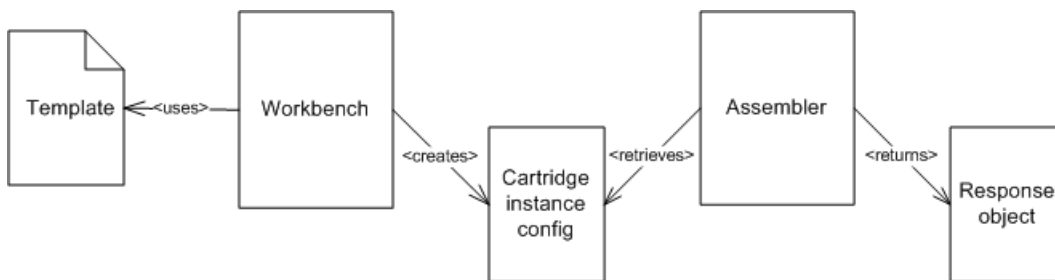 Template
<uses>
Workbench
<creates>
Cartridge
instance
config
<retrieves>
Assembler
<returns>
Response
object